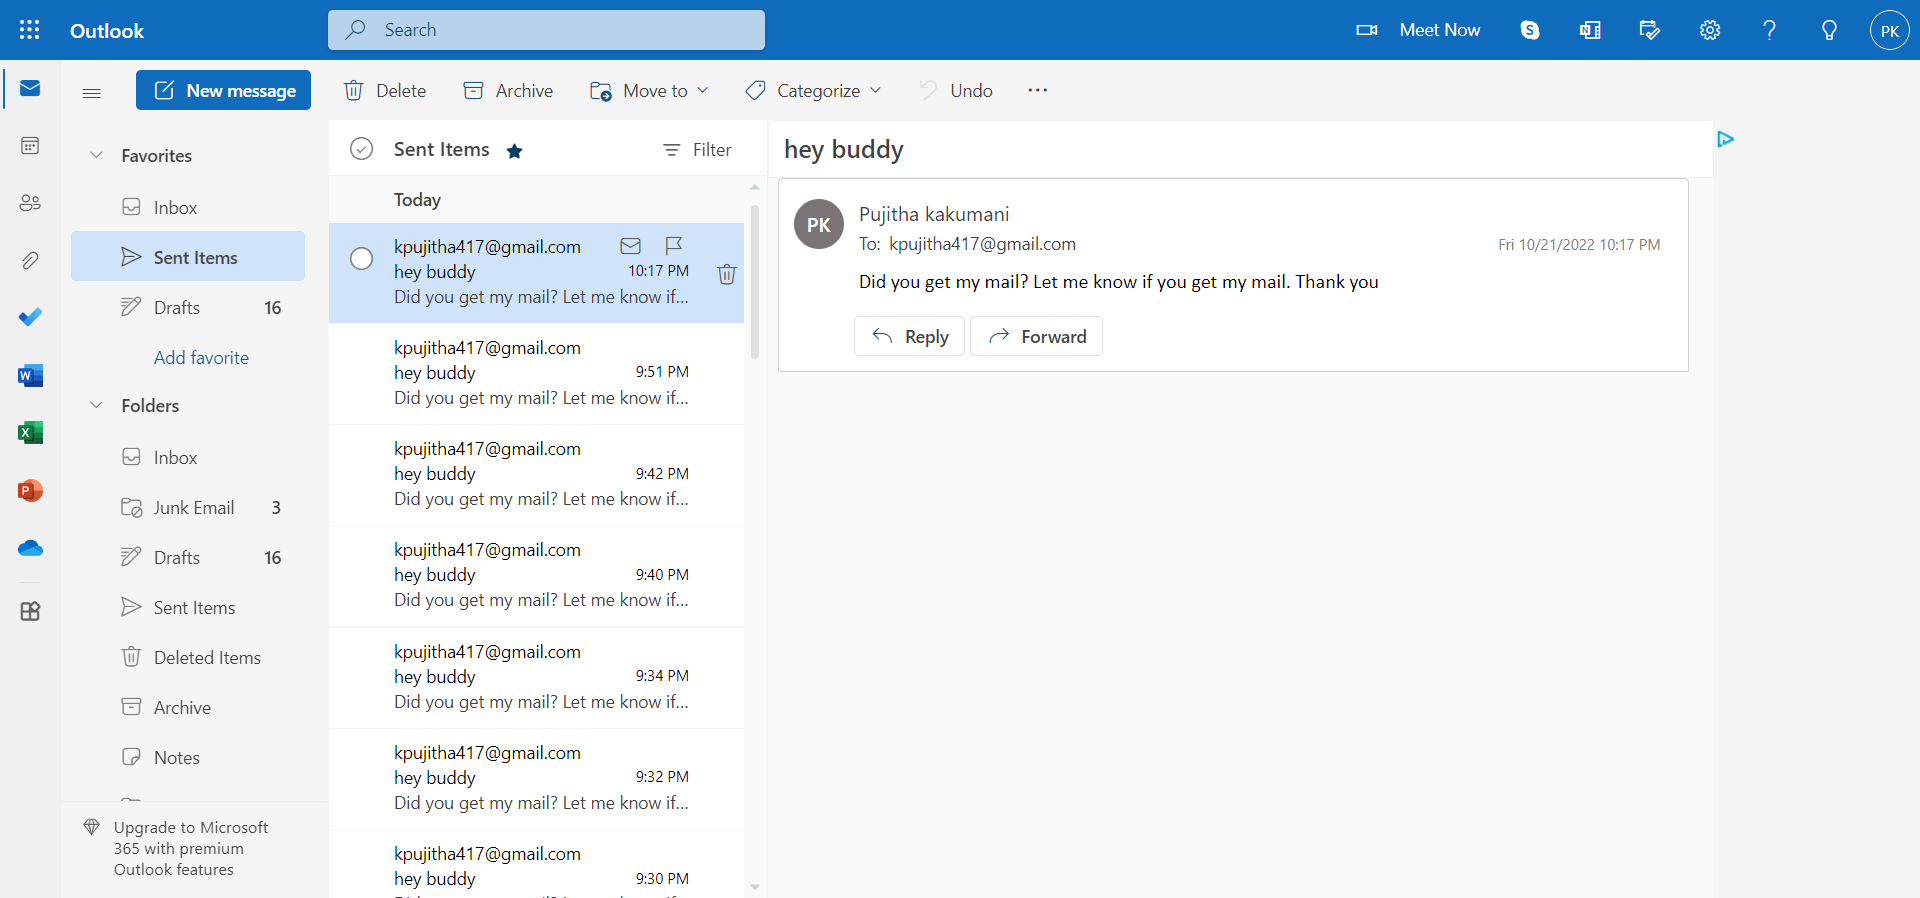 Outlook
Search
Meet Now
PK
New message
Delete
Archive
Move to
Categorize
Undo
Favorites
Inbox
Sent Items
Drafts 16
Add favorite
Folders
Inbox
Junk Email 3
Drafts 16
Sent Items
Deleted Items
Archive
Notes
Upgrade to Microsoft
365 with premium
Outlook features
Sent Items
Filter
Today
kpujitha417@gmail.com
hey buddy 10:17 PM
Did you get my mail? Let me know if...
kpujitha417@gmail.com
hey buddy 9:51 PM
Did you get my mail? Let me know if...
kpujitha417@gmail.com
hey buddy 9:42 PM
Did you get my mail? Let me know if...
kpujitha417@gmail.com
hey buddy 9:40 PM
Did you get my mail? Let me know if...
kpujitha417@gmail.com
hey buddy 9:34 PM
Did you get my mail? Let me know if...
kpujitha417@gmail.com
hey buddy 9:32 PM
Did you get my mail? Let me know if...
kpujitha417@gmail.com
hey buddy 9:30 PM
hey buddy
PK
Pujitha kakumani
To: kpujitha417@gmail.com
Fri 10/21/2022 10:17 PM
Did you get my mail? Let me know if you get my mail. Thank you
Reply
Forward